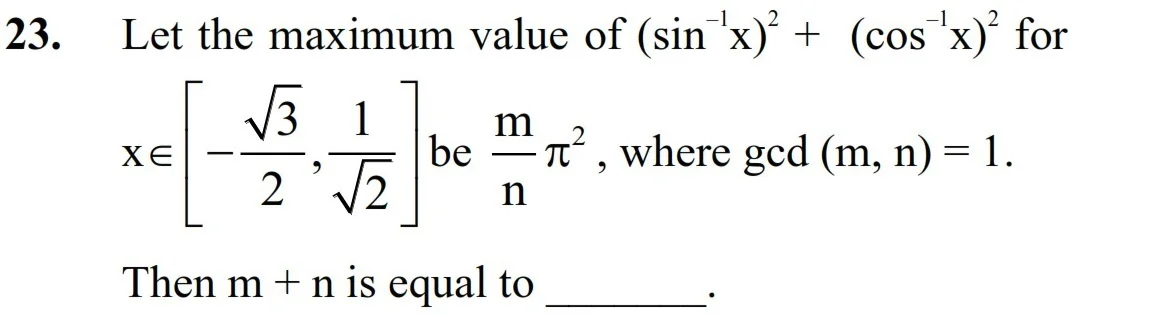 23. Let the maximum value of (sin⁻¹x)² + (cos⁻¹x)² for
x∈[-√3/2, 1/√2] be m/n π², where gcd (m, n) = 1.
Then m + n is equal to _______.